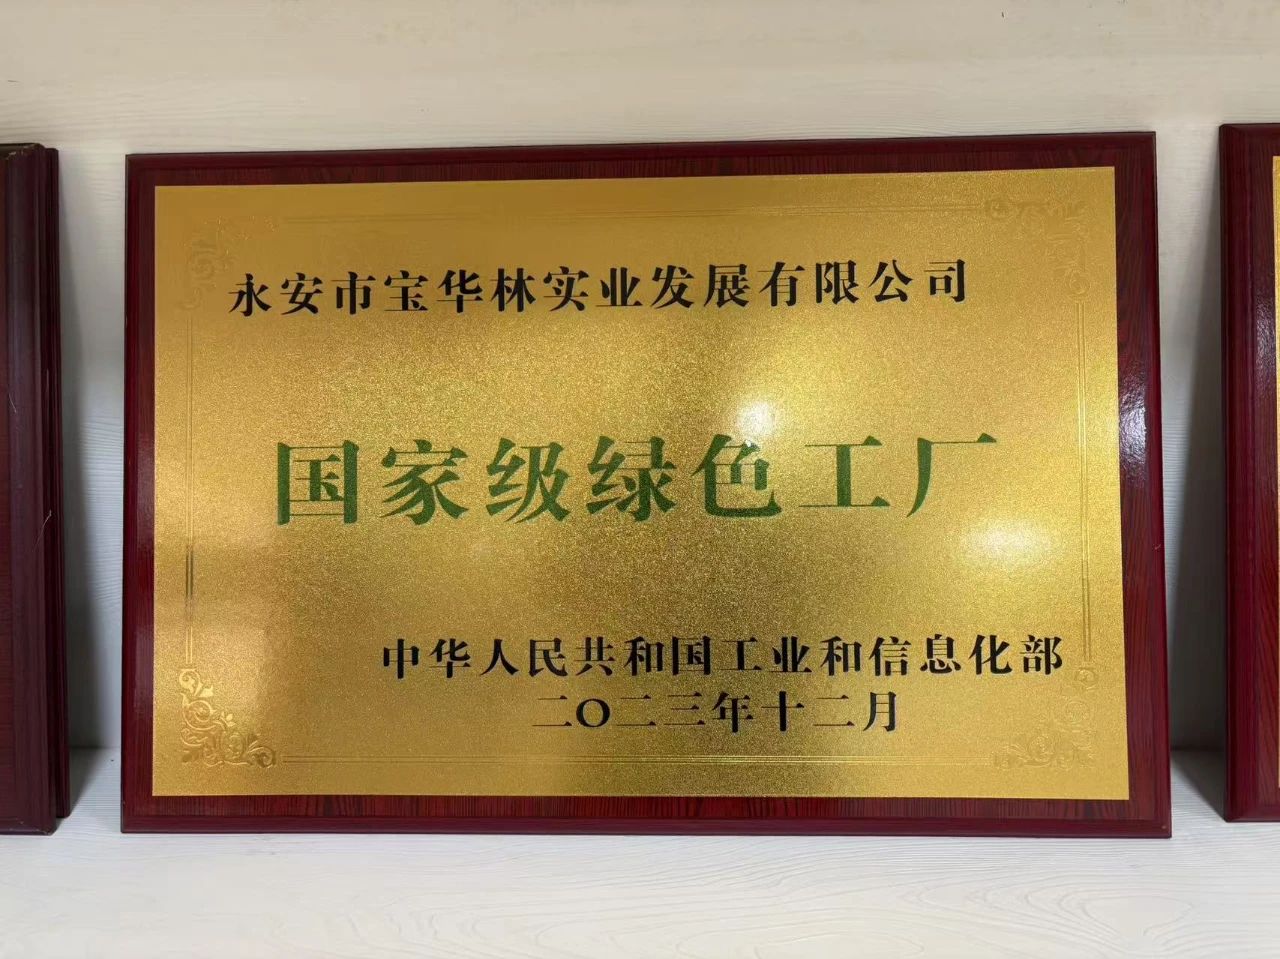 永安市宝华林实业发展有限公司
国家级绿色工厂
中华人民共和国工业和信息化部
二〇二三年十二月